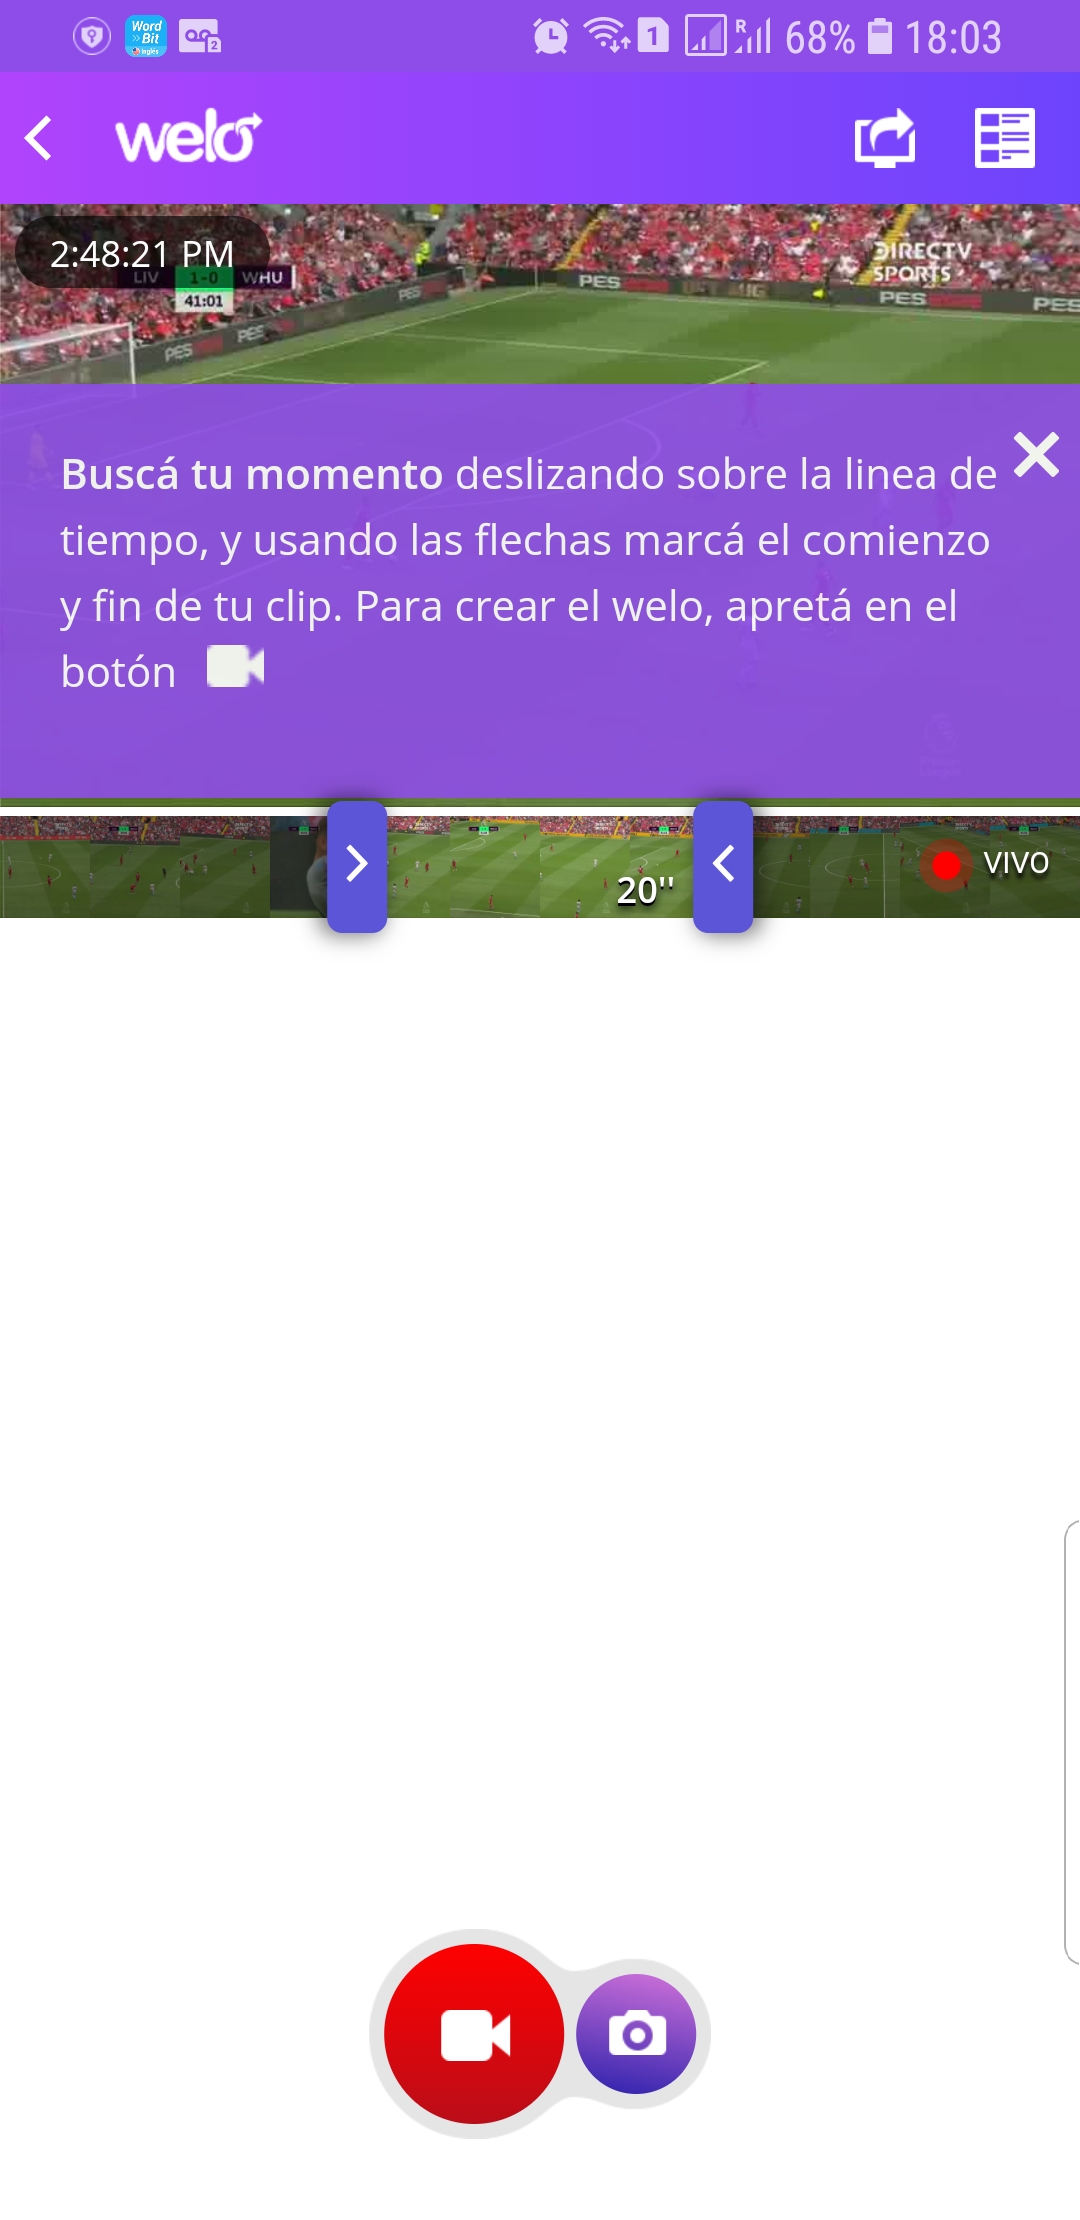 Word
Bit
Inglés
2
1
R
68%
18:03
welo
2:48:21 PM
LIV 1-0 WHU
41:01
DIRECTV
SPORTS
PES
PES
PES
PES
PES
PES
Buscá tu momento deslizando sobre la linea de
tiempo, y usando las flechas marcá el comienzo
y fin de tu clip. Para crear el welo, apretá en el
botón
20''
VIVO